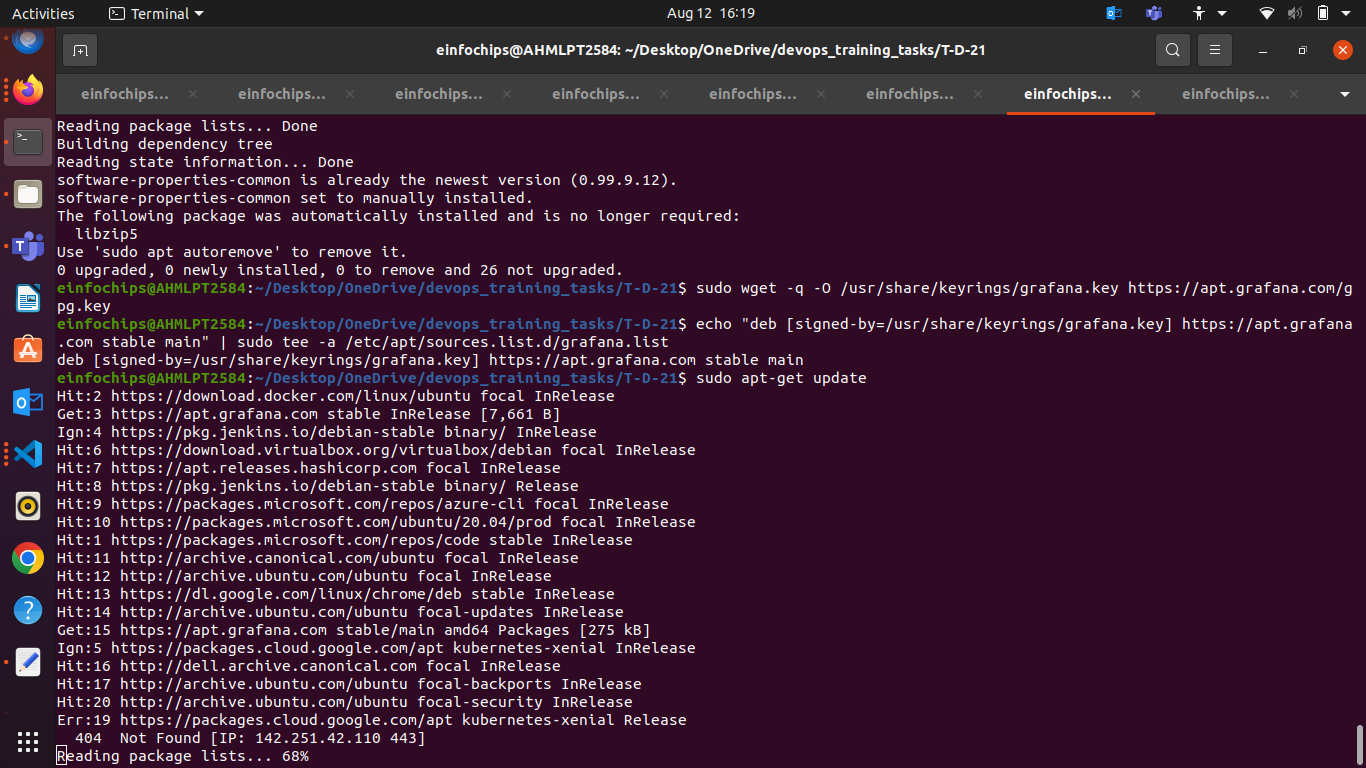 Activities
Terminal
Aug 12 16:19
einfochips@AHMLPT2584: ~/Desktop/OneDrive/devops_training_tasks/T-D-21
einfochips... × einfochips... × einfochips... × einfochips... × einfochips... × einfochips... × einfochips... × einfochips... ×
Reading package lists... Done
Building dependency tree
Reading state information... Done
software-properties-common is already the newest version (0.99.9.12).
software-properties-common set to manually installed.
The following package was automatically installed and is no longer required:
  libzip5
Use 'sudo apt autoremove' to remove it.
0 upgraded, 0 newly installed, 0 to remove and 26 not upgraded.
einfochips@AHMLPT2584:~/Desktop/OneDrive/devops_training_tasks/T-D-21$ sudo wget -q -O /usr/share/keyrings/grafana.key https://apt.grafana.com/g
pg.key
einfochips@AHMLPT2584:~/Desktop/OneDrive/devops_training_tasks/T-D-21$ echo "deb [signed-by=/usr/share/keyrings/grafana.key] https://apt.grafana
.com stable main" | sudo tee -a /etc/apt/sources.list.d/grafana.list
deb [signed-by=/usr/share/keyrings/grafana.key] https://apt.grafana.com stable main
einfochips@AHMLPT2584:~/Desktop/OneDrive/devops_training_tasks/T-D-21$ sudo apt-get update
Hit:2 https://download.docker.com/linux/ubuntu focal InRelease
Get:3 https://apt.grafana.com stable InRelease [7,661 B]
Ign:4 https://pkg.jenkins.io/debian-stable binary/ InRelease
Hit:6 https://download.virtualbox.org/virtualbox/debian focal InRelease
Hit:7 https://apt.releases.hashicorp.com focal InRelease
Hit:8 https://pkg.jenkins.io/debian-stable binary/ Release
Hit:9 https://packages.microsoft.com/repos/azure-cli focal InRelease
Hit:10 https://packages.microsoft.com/ubuntu/20.04/prod focal InRelease
Hit:1 https://packages.microsoft.com/repos/code stable InRelease
Hit:11 http://archive.canonical.com/ubuntu focal InRelease
Hit:12 http://archive.ubuntu.com/ubuntu focal InRelease
Hit:13 https://dl.google.com/linux/chrome/deb stable InRelease
Hit:14 http://archive.ubuntu.com/ubuntu focal-updates InRelease
Get:15 https://apt.grafana.com stable/main amd64 Packages [275 kB]
Ign:5 https://packages.cloud.google.com/apt kubernetes-xenial InRelease
Hit:16 http://dell.archive.canonical.com focal InRelease
Hit:17 http://archive.ubuntu.com/ubuntu focal-backports InRelease
Hit:20 http://archive.ubuntu.com/ubuntu focal-security InRelease
Err:19 https://packages.cloud.google.com/apt kubernetes-xenial Release
  404  Not Found [IP: 142.251.42.110 443]
Reading package lists... 68%